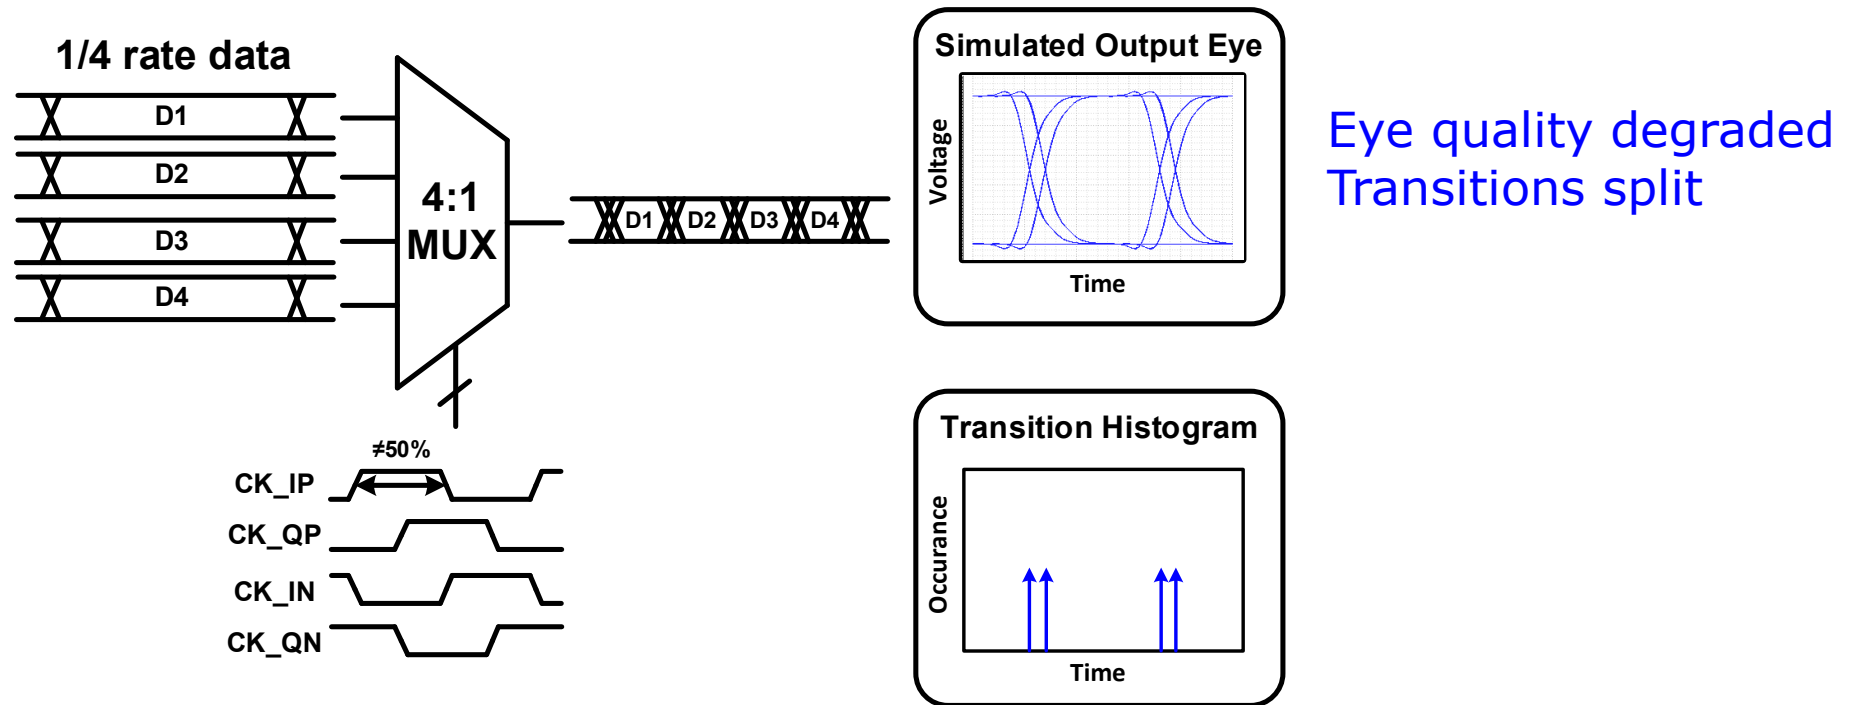 1/4 rate data
D1
D2
D3
D4
4:1
MUX
D1 D2 D3 D4
≠50%
CK_IP
CK_QP
CK_IN
CK_QN
Simulated Output Eye
Voltage
Time
Eye quality degraded
Transitions split
Transition Histogram
Occurance
Time